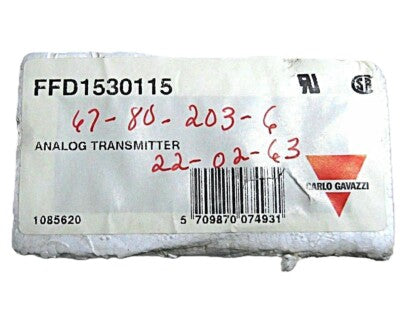 FFD1530115
67-80-203-6
ANALOG TRANSMITTER
22-02-63
CARLO GAVAZZI
1085620
5 709870 074931